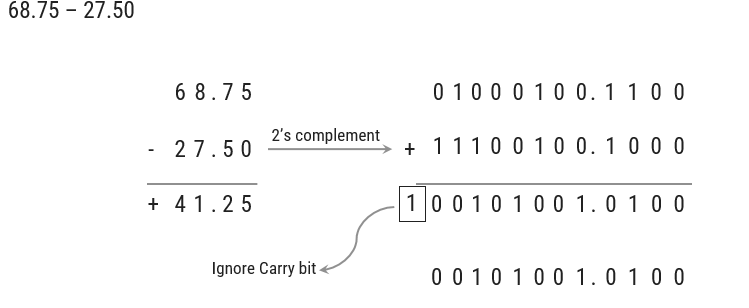 68.75 – 27.50
6 8 . 7 5 0 1 0 0 0 1 0 0 . 1 1 0 0
- 2 7 . 5 0 2's complement + 1 1 1 0 0 1 0 0 . 1 0 0 0
+ 4 1 . 2 5 1 0 0 1 0 1 0 0 1 . 0 1 0 0
Ignore Carry bit
0 0 1 0 1 0 0 1 . 0 1 0 0